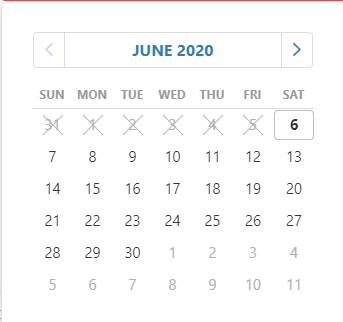 JUNE 2020
SUN MON TUE WED THU FRI SAT
31 1 2 3 4 5 6
7 8 9 10 11 12 13
14 15 16 17 18 19 20
21 22 23 24 25 26 27
28 29 30 1 2 3 4
5 6 7 8 9 10 11